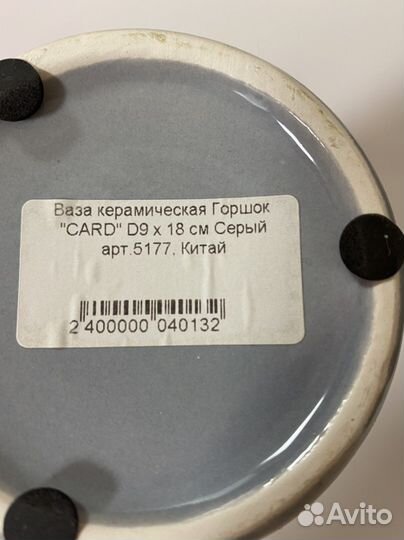 Ваза керамическая Горшок
"CARD" D9 x 18 см Серый
арт.5177, Китай
2 400000 040132
Avito